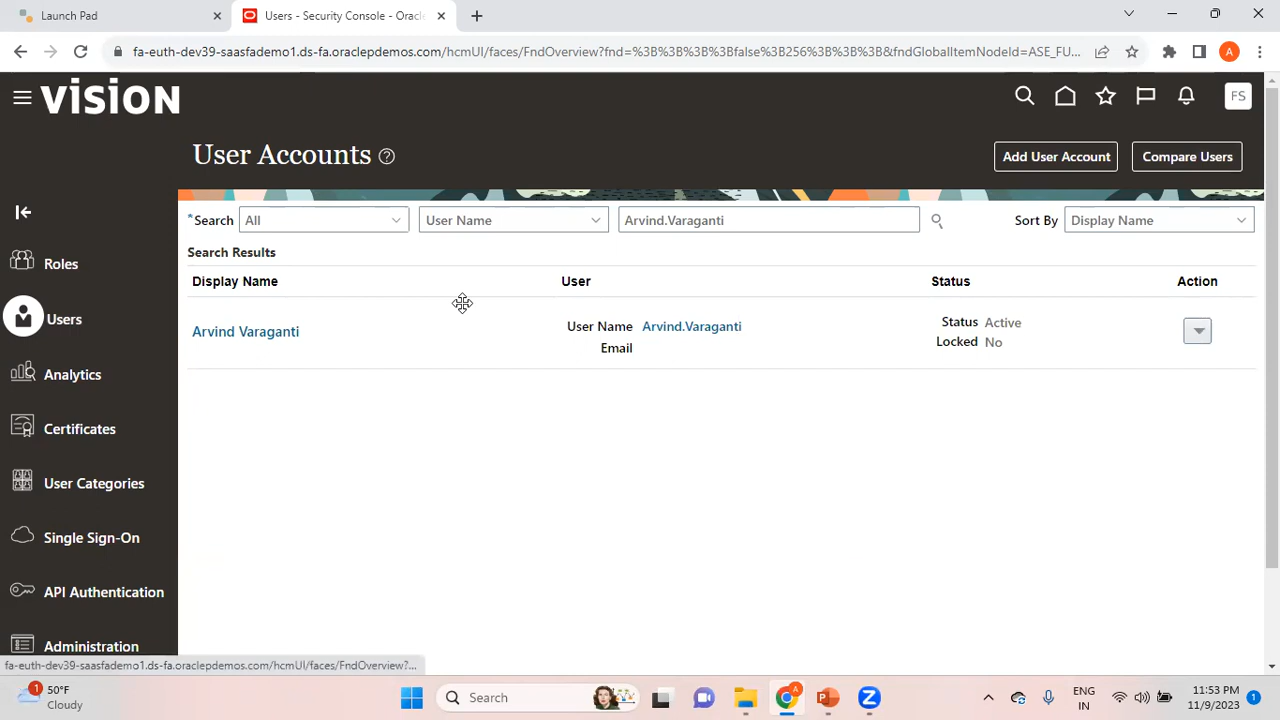 Launch Pad
Users - Security Console - Oracle
fa-euth-dev39-saasfademo1.ds-fa.oraclepdemos.com/hcmUI/faces/FndOverview?fnd=%3B%3B%3B%3Bfalse%3B256%3B%3B%3B&fndGlobalItemNodeId=ASE_FU...
A
VISION
FS
User Accounts ?
Add User Account
Compare Users
*Search All User Name Arvind.Varaganti Sort By Display Name
Search Results
Display Name User Status Action
Arvind Varaganti
User Name Arvind.Varaganti
Email
Status Active
Locked No
Roles
Users
Analytics
Certificates
User Categories
Single Sign-On
API Authentication
Administration
fa-euth-dev39-saasfademo1.ds-fa.oraclepdemos.com/hcmUI/faces/FndOverview?...
1
50°F
Cloudy
Search
A
ENG
IN
11:53 PM
11/9/2023
1